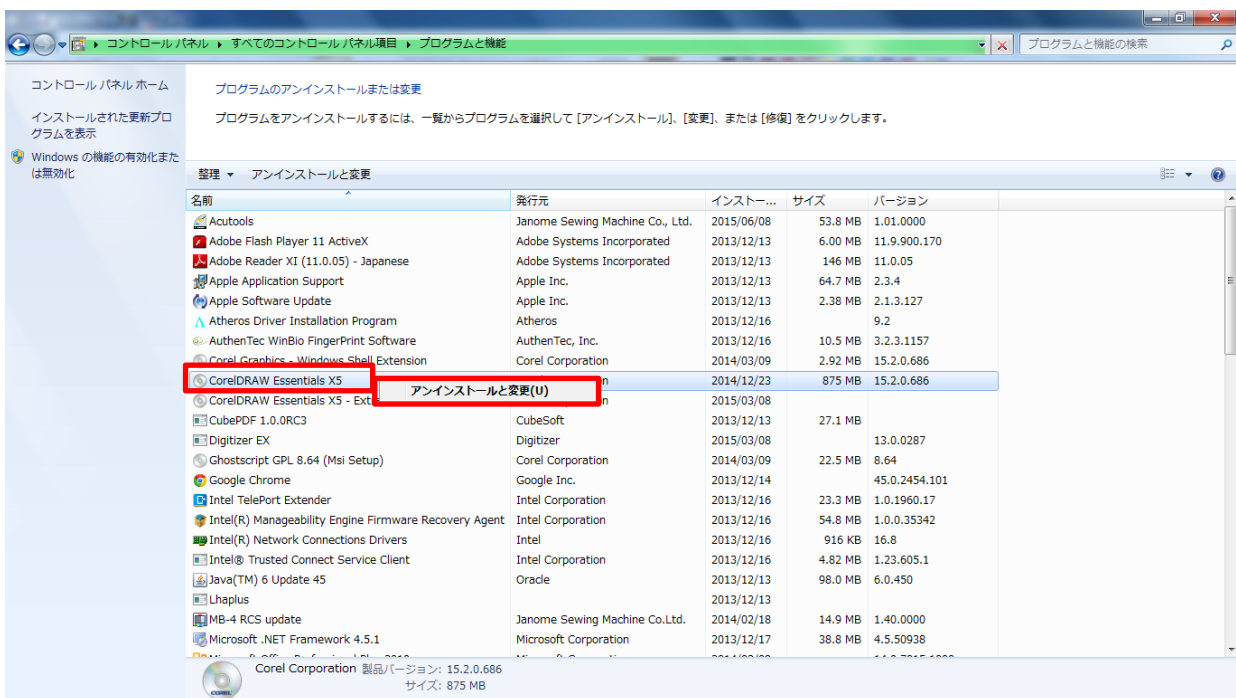 コントロール パネル ▸ すべてのコントロール パネル項目 ▸ プログラムと機能
プログラムと機能の検索
コントロール パネル ホーム
インストールされた更新プロ
グラムを表示
Windows の機能の有効化また
は無効化
プログラムのアンインストールまたは変更
プログラムをアンインストールするには、一覧からプログラムを選択して [アンインストール]、[変更]、または [修復] をクリックします。
整理 ▼ アンインストールと変更
名前 発行元 インストー... サイズ バージョン
Acutools Janome Sewing Machine Co., Ltd. 2015/06/08 53.8 MB 1.01.0000
Adobe Flash Player 11 ActiveX Adobe Systems Incorporated 2013/12/13 6.00 MB 11.9.900.170
Adobe Reader XI (11.0.05) - Japanese Adobe Systems Incorporated 2013/12/13 146 MB 11.0.05
Apple Application Support Apple Inc. 2013/12/13 64.7 MB 2.3.4
Apple Software Update Apple Inc. 2013/12/13 2.38 MB 2.1.3.127
Atheros Driver Installation Program Atheros 2013/12/16 9.2
AuthenTec WinBio FingerPrint Software AuthenTec, Inc. 2013/12/16 10.5 MB 3.2.3.1157
Corel Graphics - Windows Shell Extension Corel Corporation 2014/03/09 2.92 MB 15.2.0.686
CorelDRAW Essentials X5 2014/12/23 875 MB 15.2.0.686
アンインストールと変更(U)
CorelDRAW Essentials X5 - Ext 2015/03/08
CubePDF 1.0.0RC3 CubeSoft 2013/12/13 27.1 MB
Digitizer EX Digitizer 2015/03/08 13.0.0287
Ghostscript GPL 8.64 (Msi Setup) Corel Corporation 2014/03/09 22.5 MB 8.64
Google Chrome Google Inc. 2013/12/14 45.0.2454.101
Intel TelePort Extender Intel Corporation 2013/12/16 23.3 MB 1.0.1960.17
Intel(R) Manageability Engine Firmware Recovery Agent Intel Corporation 2013/12/16 54.8 MB 1.0.0.35342
Intel(R) Network Connections Drivers Intel 2013/12/16 916 KB 16.8
Intel® Trusted Connect Service Client Intel Corporation 2013/12/16 4.82 MB 1.23.605.1
Java(TM) 6 Update 45 Oracle 2013/12/13 98.0 MB 6.0.450
Lhaplus 2013/12/13
MB-4 RCS update Janome Sewing Machine Co.Ltd. 2014/02/18 14.9 MB 1.40.0000
Microsoft .NET Framework 4.5.1 Microsoft Corporation 2013/12/17 38.8 MB 4.5.50938
Corel Corporation 製品バージョン: 15.2.0.686
サイズ: 875 MB
COREL